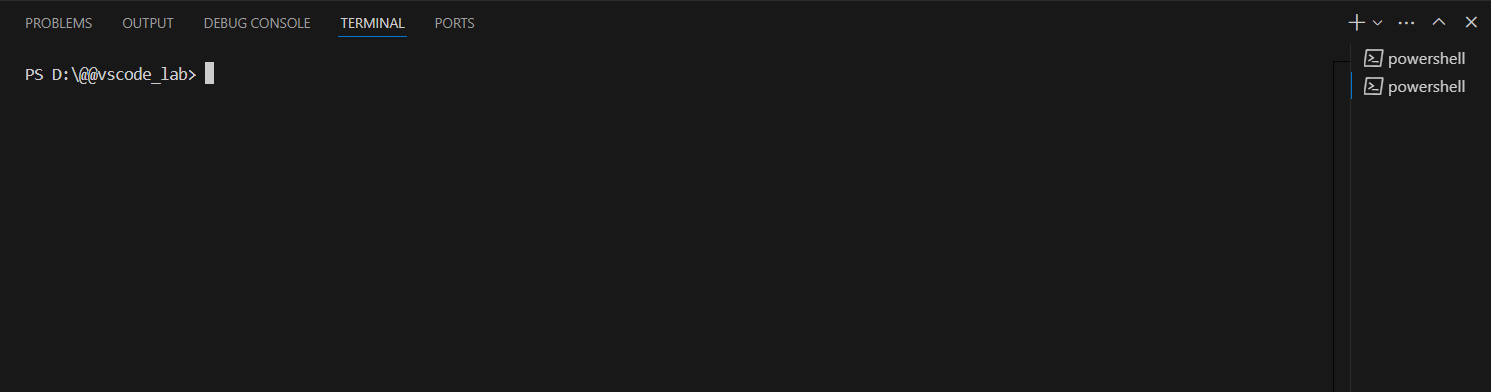 PROBLEMS OUTPUT DEBUG CONSOLE TERMINAL PORTS
PS D:\@@vscode_lab>
powershell
powershell